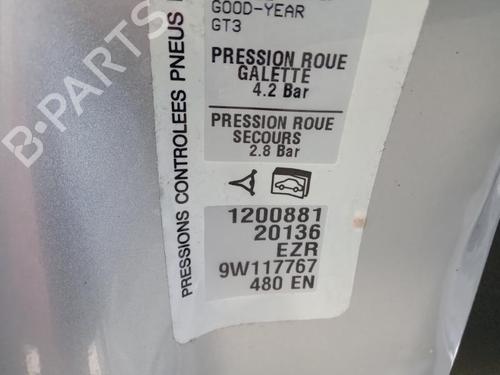 GOOD-YEAR
GT3
PRESSION ROUE
GALETTE
4.2 Bar
PRESSION ROUE
SECOURS
2.8 Bar
PRESSIONS CONTROLEES PNEUS
1200881
20136
EZR
9W117767
480 EN
B-PARTS